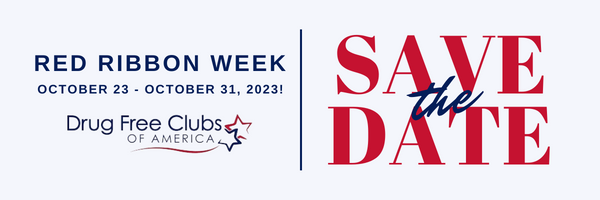 RED RIBBON WEEK
OCTOBER 23 - OCTOBER 31, 2023!
Drug Free Clubs
OF AMERICA
SAVE
the
DATE